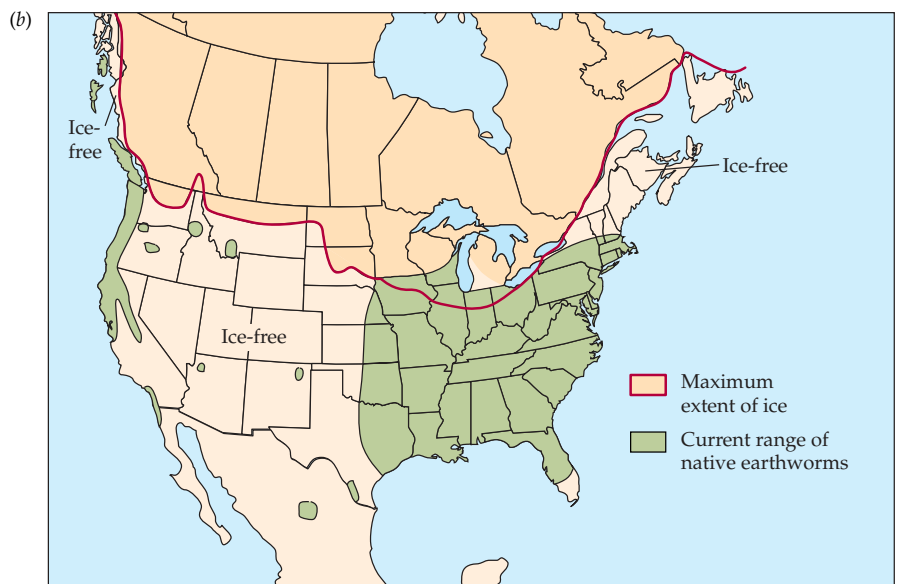 (b)
Ice-
free
Ice-free
Ice-free
Maximum
extent of ice
Current range of
native earthworms